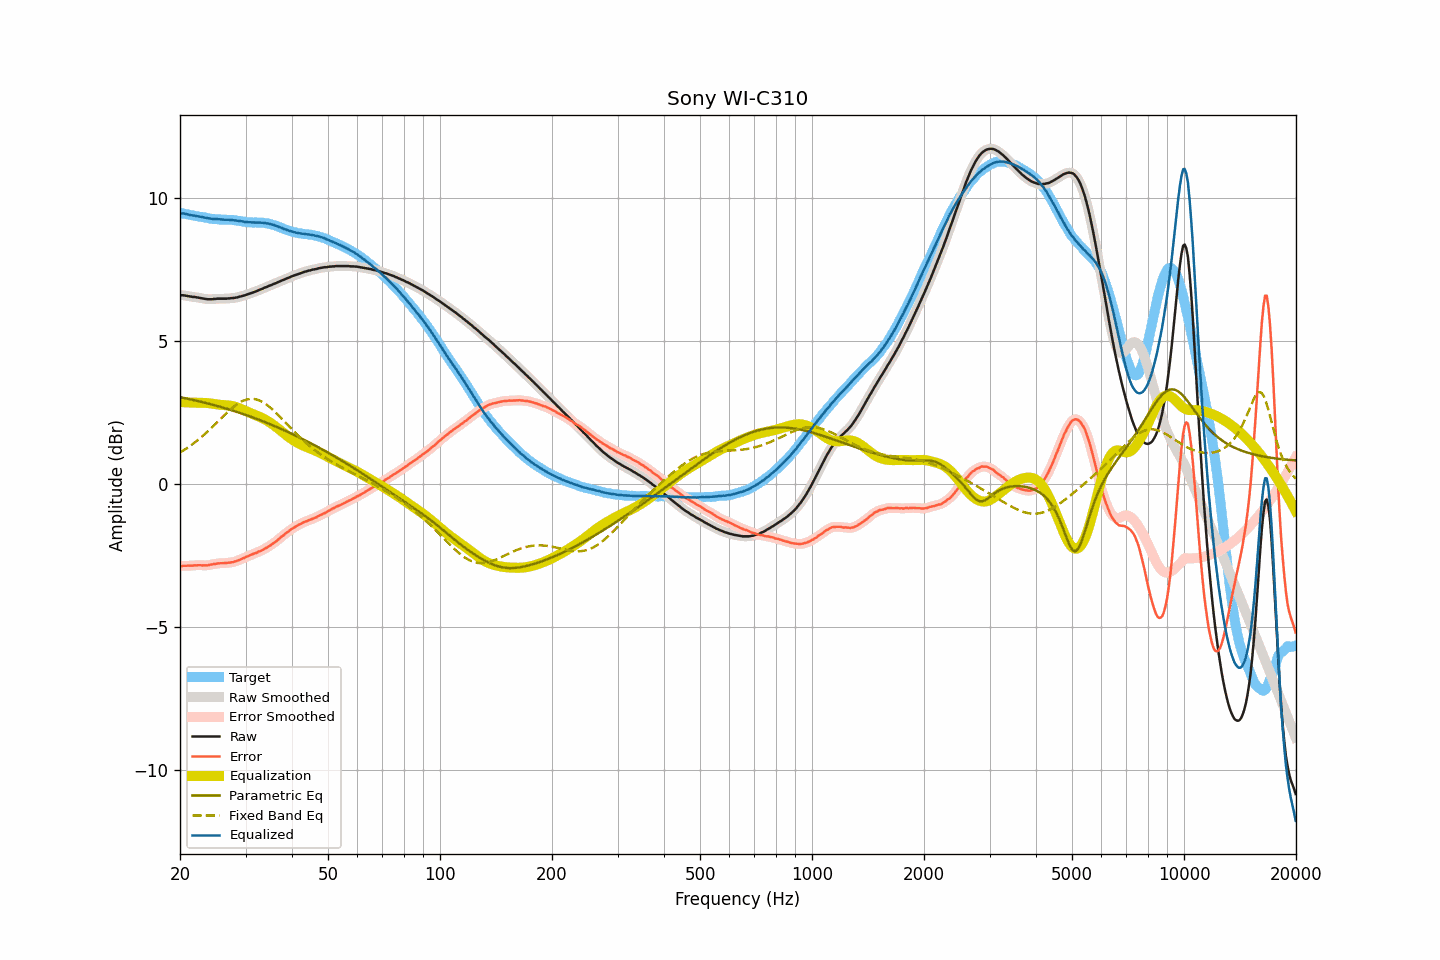 Sony WI-C310
Amplitude (dBr)
10
5
0
−5
−10
Target
Raw Smoothed
Error Smoothed
Raw
Error
Equalization
Parametric Eq
Fixed Band Eq
Equalized
20 50 100 200 500 1000 2000 5000 10000 20000
Frequency (Hz)